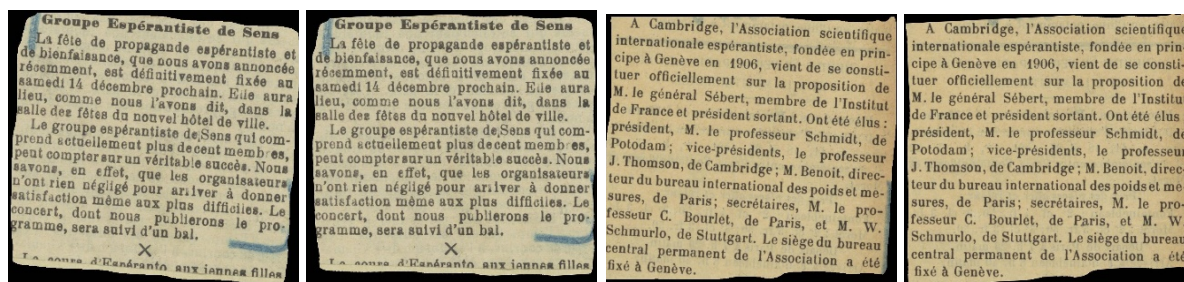 Groupe Espérantiste de Sens
La fête de propagande espérantiste et
de bienfaisance, que nous avons annoncée
récemment, est définitivement fixée au
samedi 14 décembre prochain. Elle aura
lieu, comme nous l'avons dit, dans la
salle des fêtes du nouvel hôtel de ville.
Le groupe espérantiste de Sens qui com-
prend actuellement plus de cent membres,
peut compter sur un véritable succès. Nous
savons, en effet, que les organisateurs
n'ont rien négligé pour arriver à donner
satisfaction même aux plus difficiles. Le
concert, dont nous publierons le pro-
gramme, sera suivi d'un bal.
Le cours d'Espéranto aux jeunes filles
Groupe Espérantiste de Sens
La fête de propagande espérantiste et
de bienfaisance, que nous avons annoncée
récemment, est définitivement fixée au
samedi 14 décembre prochain. Elle aura
lieu, comme nous l'avons dit, dans la
salle des fêtes du nouvel hôtel de ville.
Le groupe espérantiste de Sens qui com-
prend actuellement plus de cent membres,
peut compter sur un véritable succès. Nous
savons, en effet, que les organisateurs
n'ont rien négligé pour arriver à donner
satisfaction même aux plus difficiles. Le
concert, dont nous publierons le pro-
gramme, sera suivi d'un bal.
Le cours d'Espéranto aux jeunes filles
A Cambridge, l'Association scientifique
internationale espérantiste, fondée en prin-
cipe à Genève en 1906, vient de se consti-
tuer officiellement sur la proposition de
M. le général Sébert, membre de l'Institut
de France et président sortant. Ont été élus :
président, M. le professeur Schmidt, de
Potodam ; vice-présidents, le professeur
J. Thomson, de Cambridge ; M. Benoit, direc-
teur du bureau international des poids et me-
sures, de Paris ; secrétaires, M. le pro-
fesseur C. Bourlet, de Paris, et M. W.
Schmurlo, de Stuttgart. Le siège du bureau
central permanent de l'Association a été
fixé à Genève.
A Cambridge, l'Association scientifique
internationale espérantiste, fondée en prin-
cipe à Genève en 1906, vient de se consti-
tuer officiellement sur la proposition de
M. le général Sébert, membre de l'Institut
de France et président sortant. Ont été élus
président, M. le professeur Schmidt, de
Potodam ; vice-présidents, le professeur
J. Thomson, de Cambridge ; M. Benoit, direc-
teur du bureau international des poids et me-
sures, de Paris ; secrétaires, M. le pro-
fesseur C. Bourlet, de Paris, et M. W.
Schmurlo, de Stuttgart. Le siège du bureau
central permanent de l'Association a été
fixé à Genève.